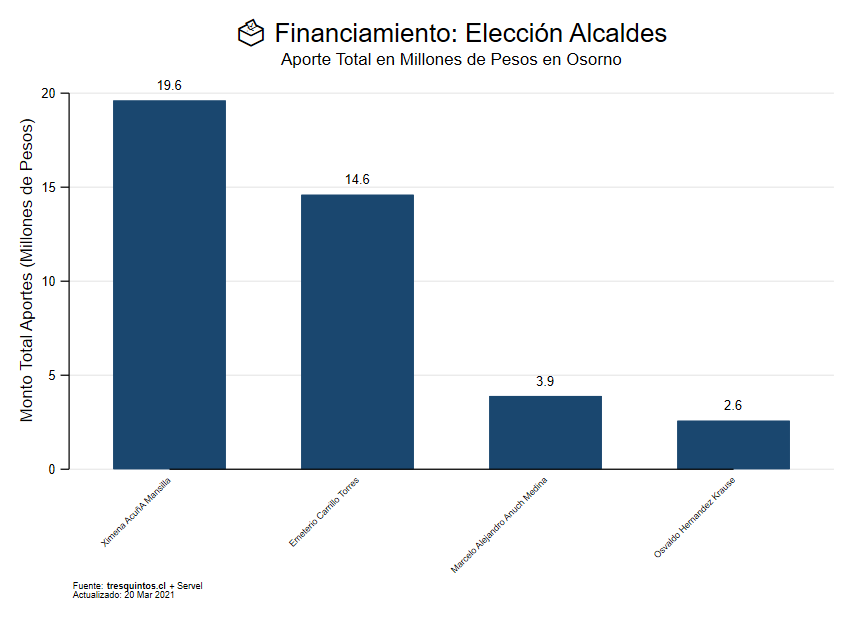 Financiamiento: Elección Alcaldes
Aporte Total en Millones de Pesos en Osorno
Monto Total Aportes (Millones de Pesos)
20
15
10
5
0
19.6
14.6
3.9
2.6
Ximena AcuñA Mansilla
Emeterio Carrillo Torres
Marcelo Alejandro Anuch Medina
Osvaldo Hernandez Krause
Fuente: tresquintos.cl + Servel
Actualizado: 20 Mar 2021